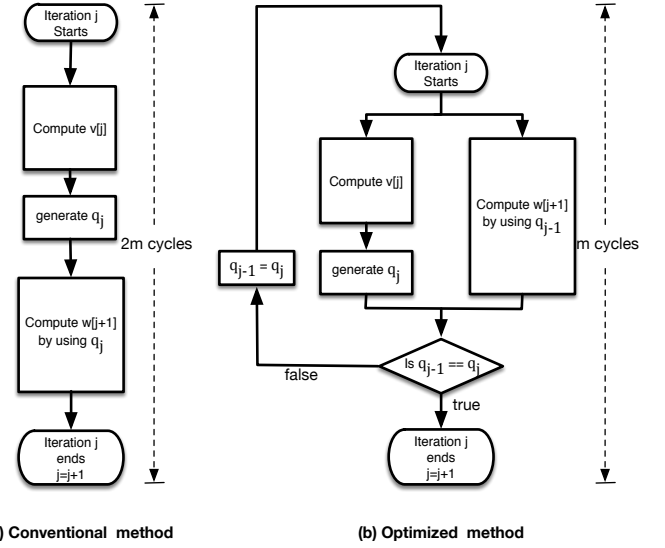 Iteration j
Starts
Compute v[j]
generate qj
2m cycles
Compute w[j+1]
by using qj
Iteration j
ends
j=j+1
) Conventional method
Iteration j
Starts
Compute v[j]
Compute w[j+1]
by using qj-1
m cycles
generate qj
qj-1 = qj
Is qj-1 == qj
false
true
Iteration j
ends
j=j+1
(b) Optimized method